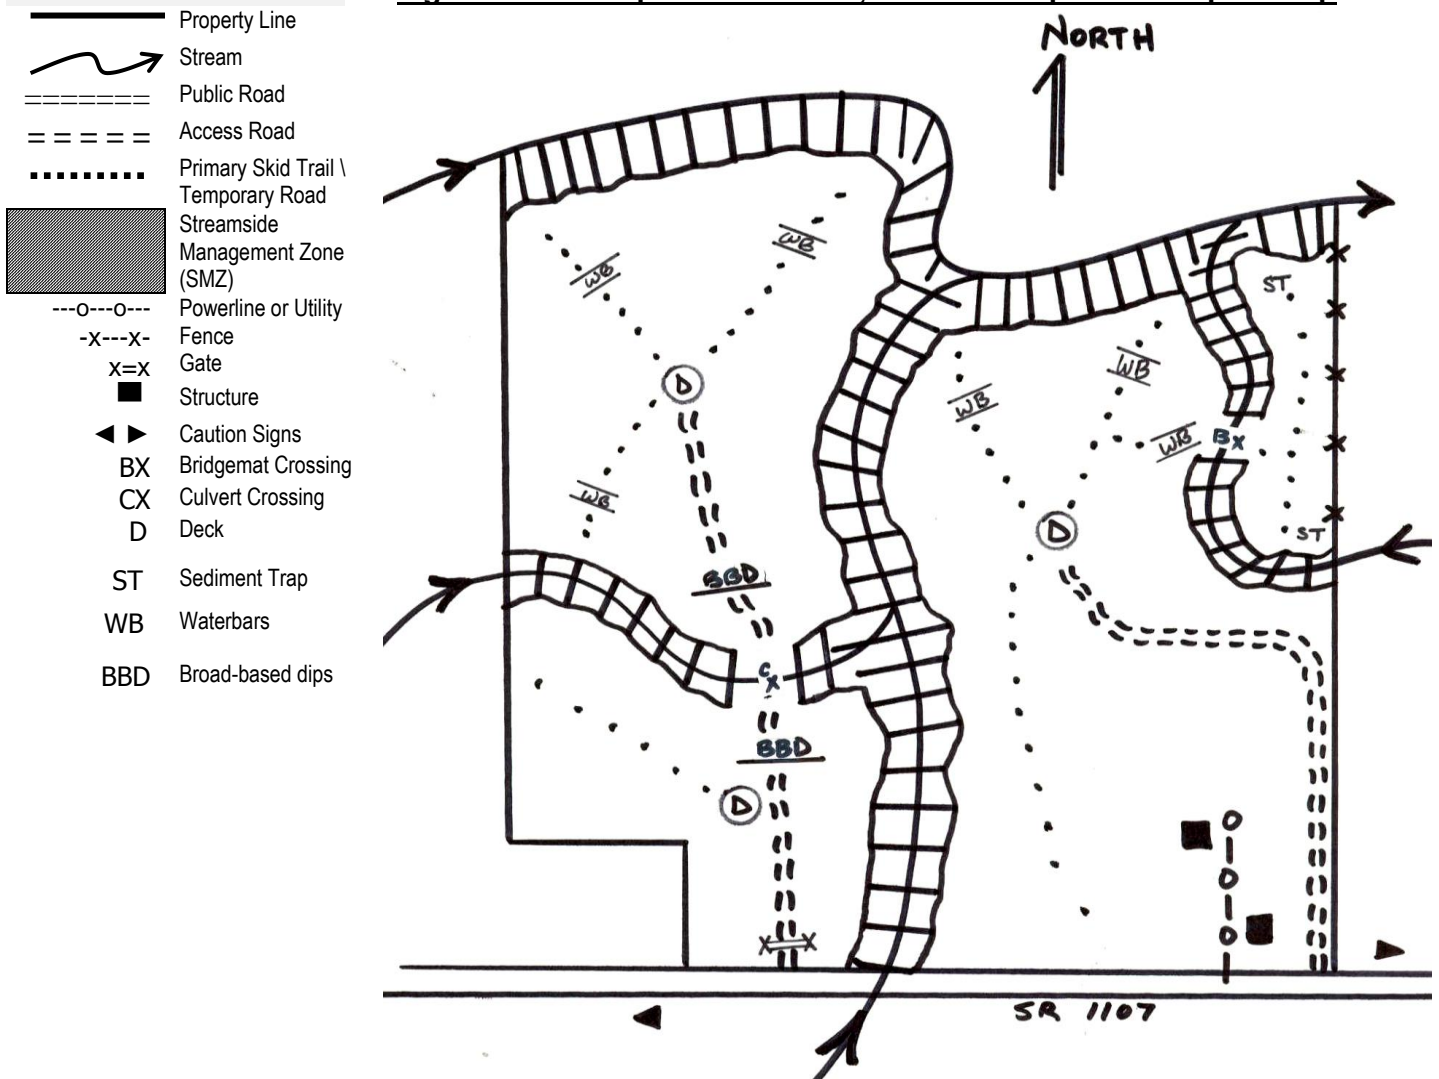 Property Line
Stream
Public Road
Access Road
Primary Skid Trail \
Temporary Road
Streamside
Management Zone
(SMZ)
---o---o--- Powerline or Utility
-x---x- Fence
x=x Gate
Structure
Caution Signs
BX Bridgemat Crossing
CX Culvert Crossing
D Deck
ST Sediment Trap
WB Waterbars
BBD Broad-based dips
NORTH
WB
WB
ST
WB
D
WB
WB
BX
WB
D
ST
BBD
CX
BBD
D
SR 1107